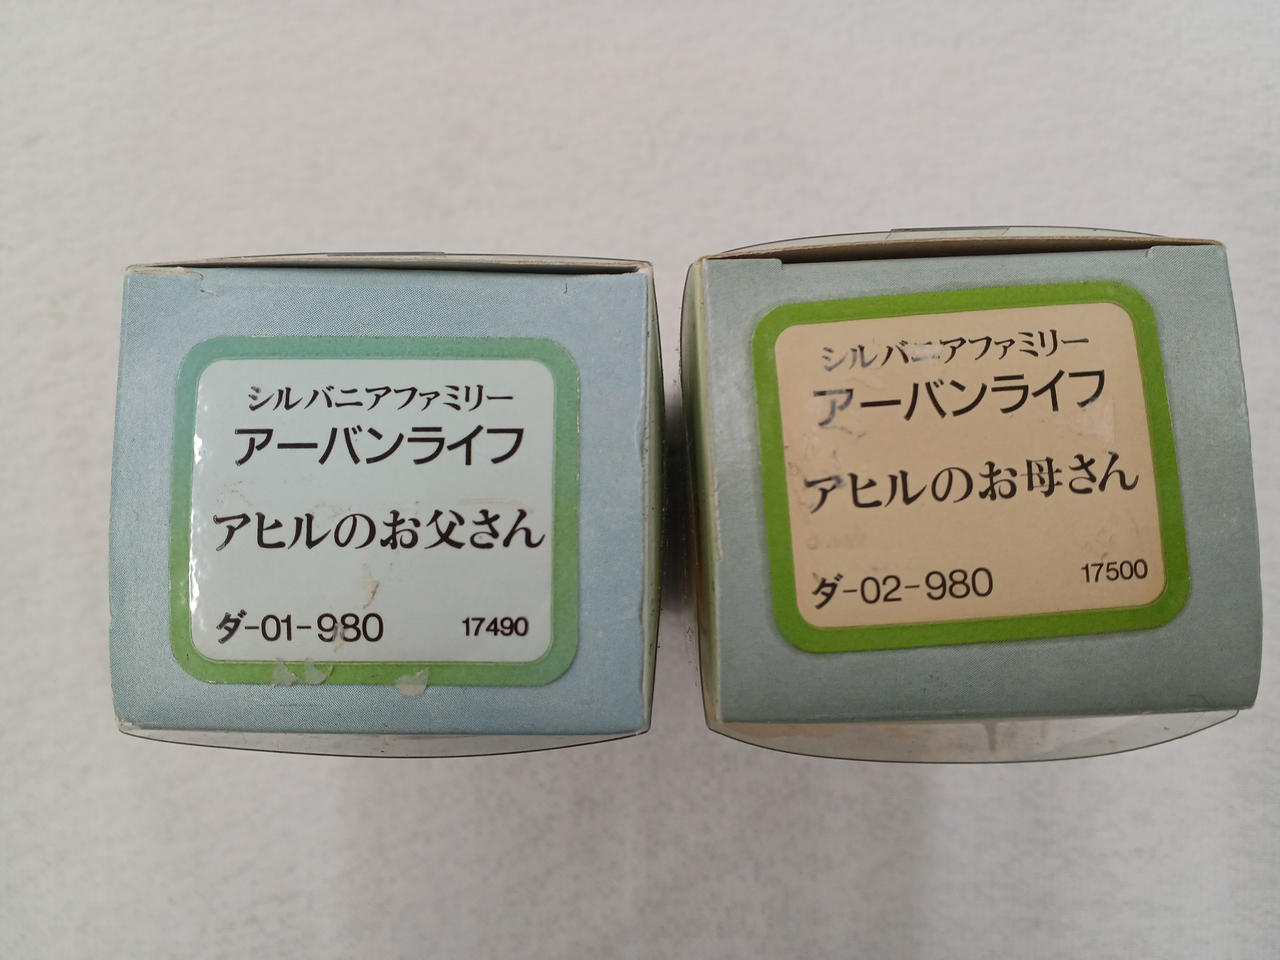 シルバニアファミリー
アーバンライフ
アヒルのお父さん
ダ-01-980
17490
シルバニアファミリー
アーバンライフ
アヒルのお母さん
ダ-02-980
17500